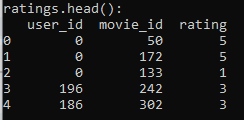 ratings.head():
user_id movie_id rating
0 0 50 5
1 0 172 5
2 0 133 1
3 196 242 3
4 186 302 3